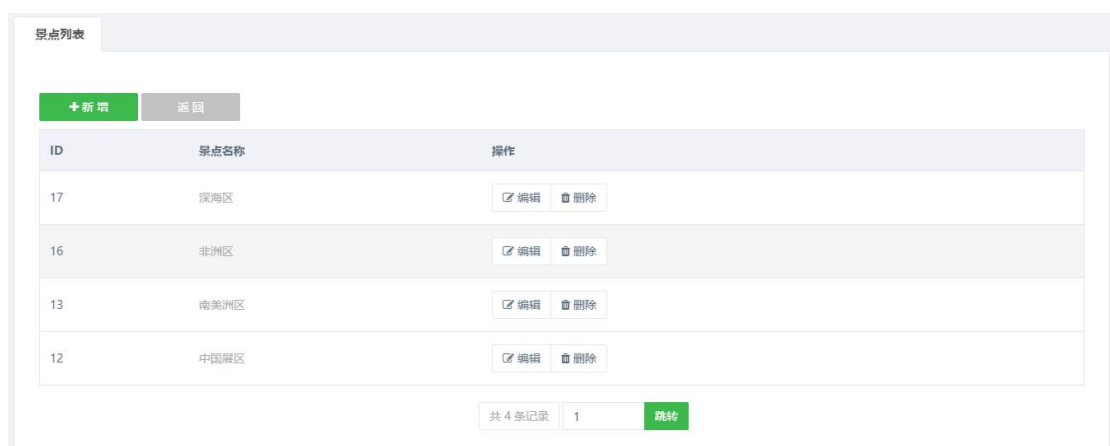 景点列表
新增 返回
ID 景点名称 操作
17 深海区 编辑 删除
16 非洲区 编辑 删除
13 南美洲区 编辑 删除
12 中国展区 编辑 删除
共 4 条记录 1 跳转